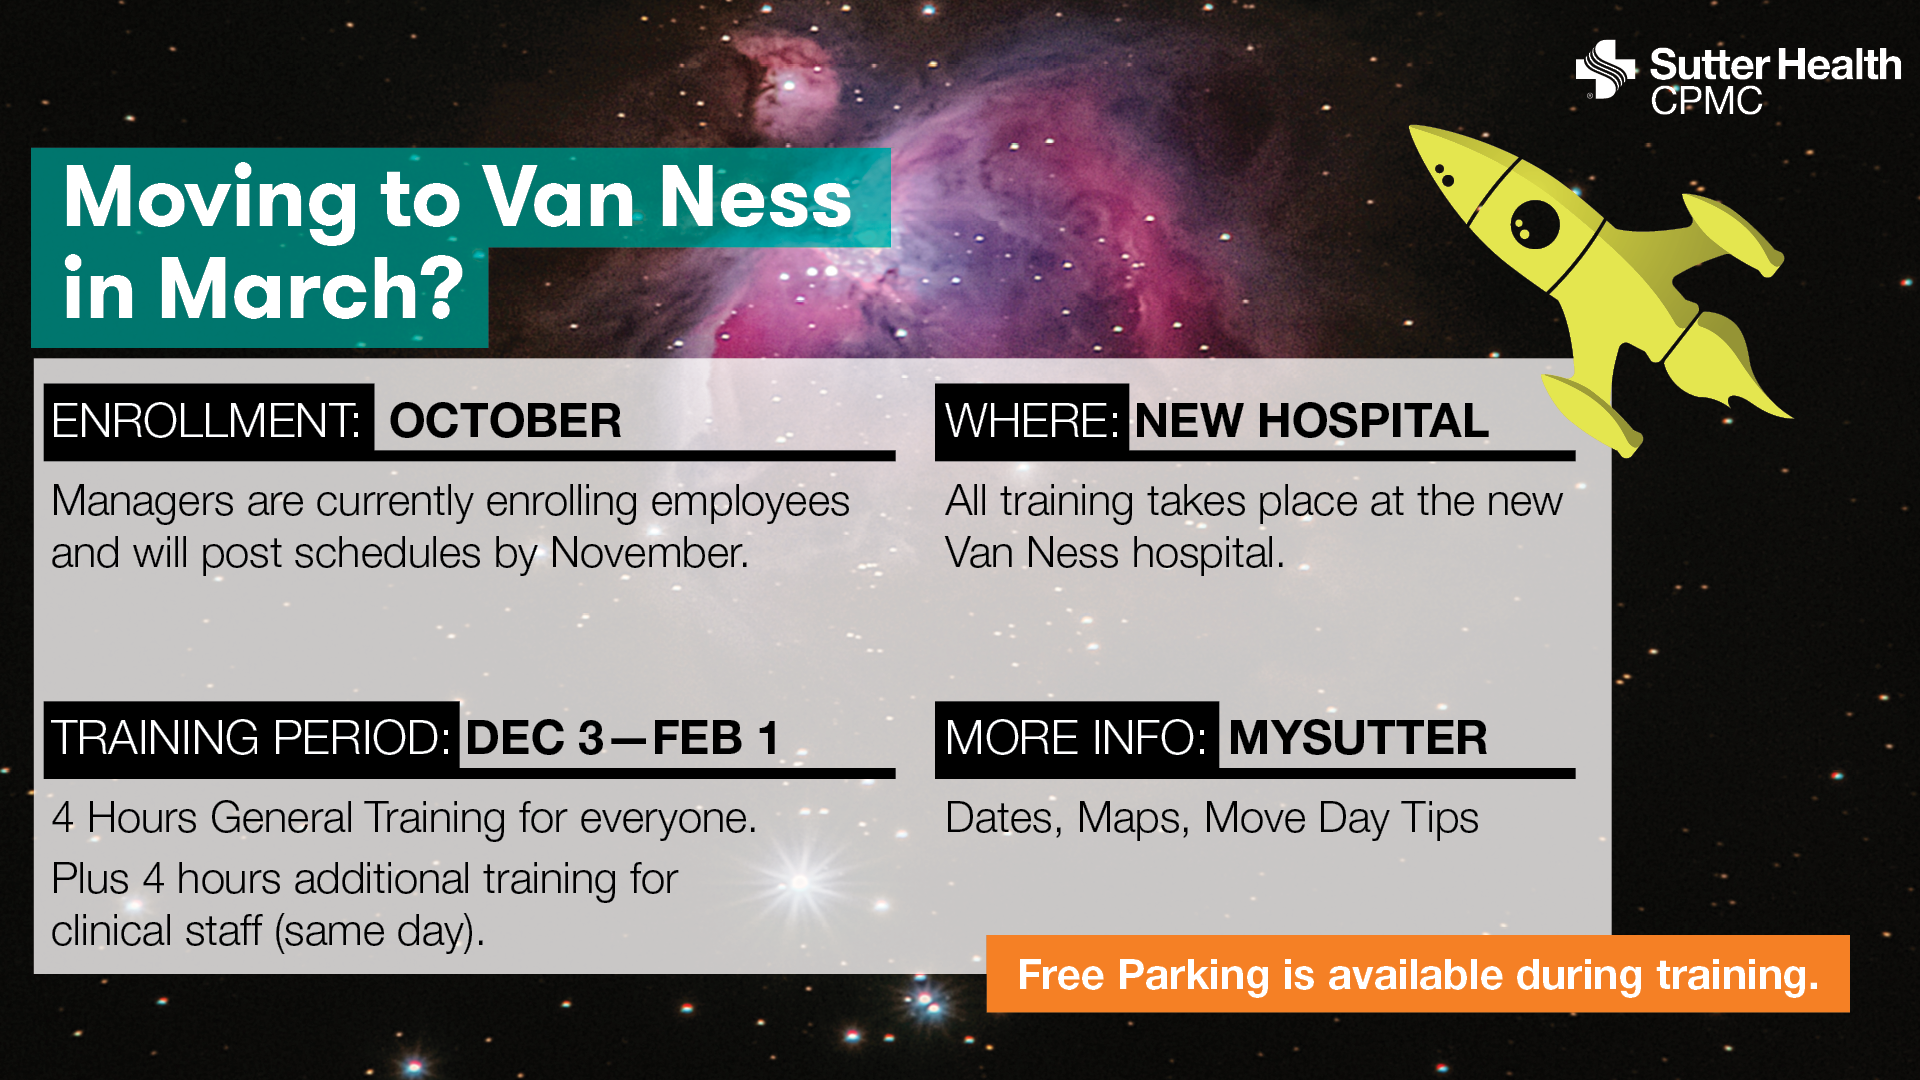 Sutter Health
CPMC
Moving to Van Ness
in March?
ENROLLMENT: OCTOBER
Managers are currently enrolling employees
and will post schedules by November.
WHERE: NEW HOSPITAL
All training takes place at the new
Van Ness hospital.
TRAINING PERIOD: DEC 3—FEB 1
4 Hours General Training for everyone.
Plus 4 hours additional training for
clinical staff (same day).
MORE INFO: MYSUTTER
Dates, Maps, Move Day Tips
Free Parking is available during training.